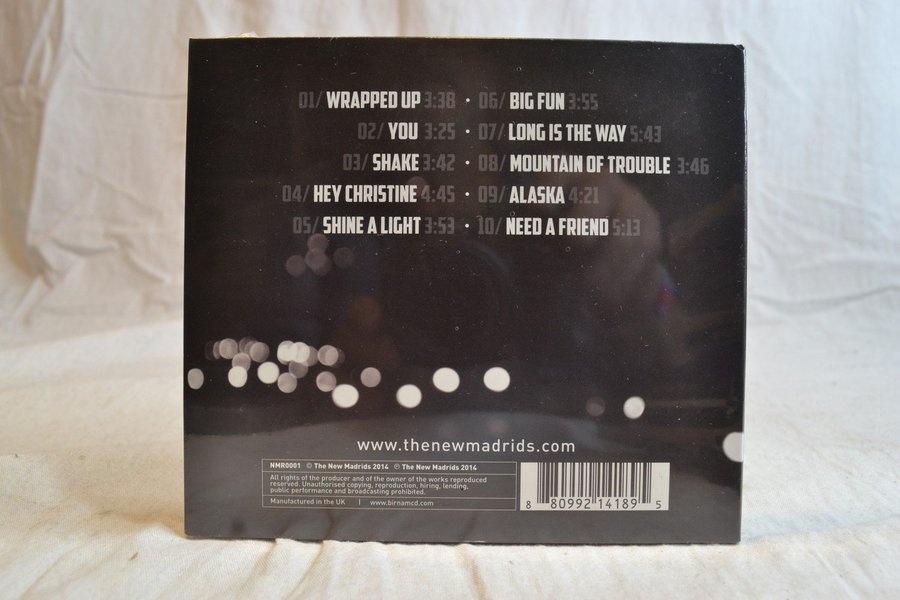 01/ WRAPPED UP 3:38 • 06/ BIG FUN 3:55
02/ YOU 3:25 • 07/ LONG IS THE WAY 5:43
03/ SHAKE 3:42 • 08/ MOUNTAIN OF TROUBLE 3:46
04/ HEY CHRISTINE 4:45 • 09/ ALASKA 4:21
05/ SHINE A LIGHT 3:53 • 10/ NEED A FRIEND 5:13
www.thenewmadrids.com
NMR0001 © The New Madrids 2014 ℗ The New Madrids 2014
All rights of the producer and of the owner of the works reproduced
reserved. Unauthorised copying, reproduction, hiring, lending,
public performance and broadcasting prohibited.
Manufactured in the UK | www.birnamcd.com
8 80992 14189 5